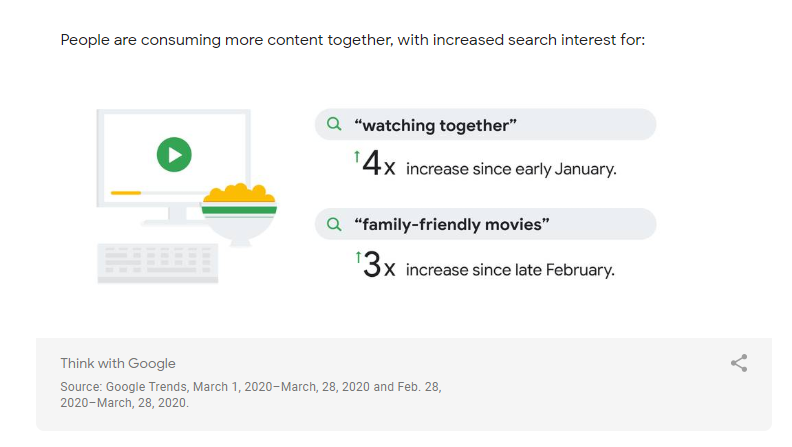 People are consuming more content together, with increased search interest for:
“watching together”
↑4x increase since early January.
“family-friendly movies”
↑3x increase since late February.
Think with Google
Source: Google Trends, March 1, 2020–March, 28, 2020 and Feb. 28,
2020–March, 28, 2020.